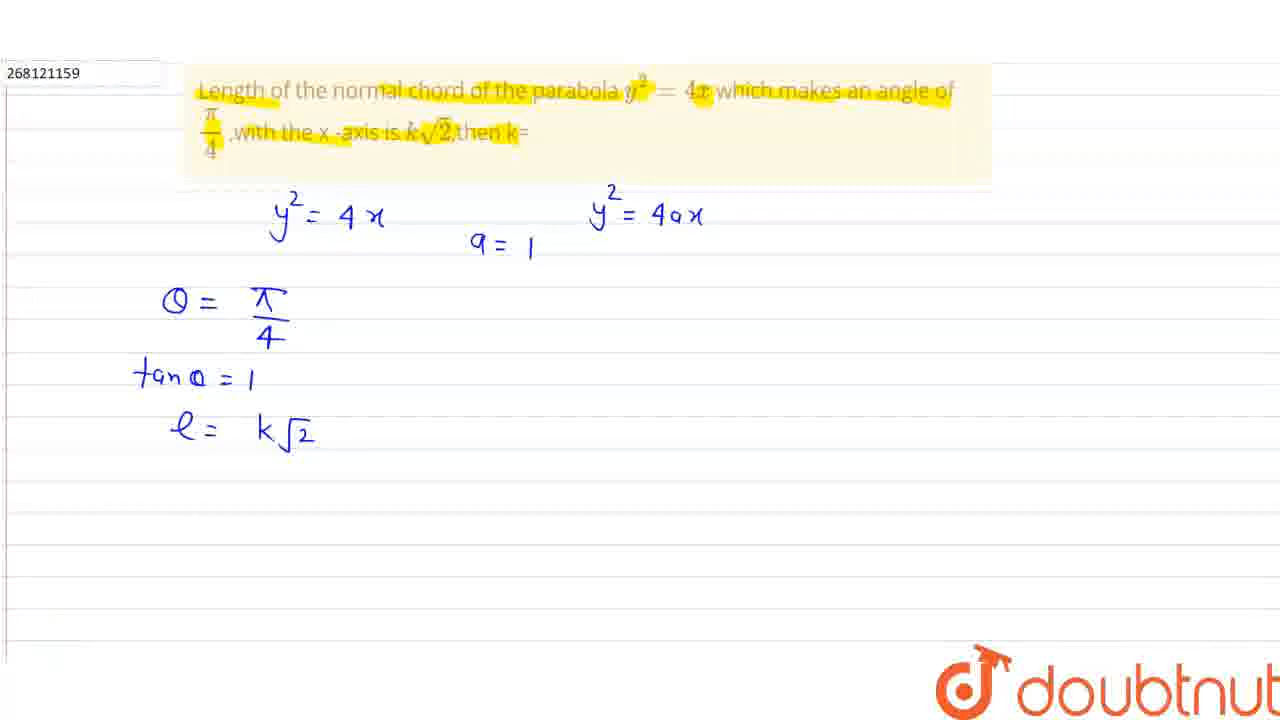 268121159
Length of the normal chord of the parabola y² = 4x which makes an angle of
π/4 ,with the x -axis is k√2,then k=
y² = 4x
y² = 4ax
a = 1
θ = π/4
tan θ = 1
l = k√2
doubtnut